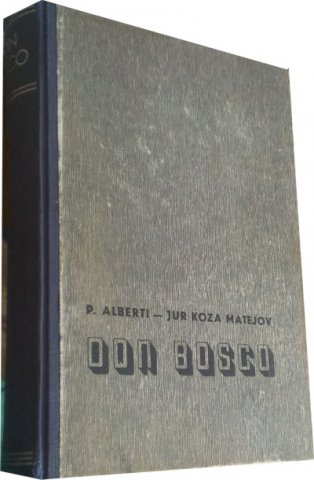 P. ALBERTI — JUR KOZA MATEJOV
DON BOSCO